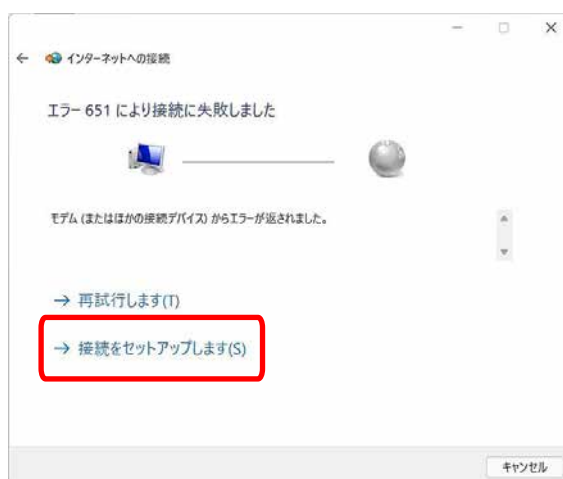 インターネットへの接続
エラー 651 により接続に失敗しました
モデム (またはほかの接続デバイス) からエラーが返されました。
→ 再試行します(T)
→ 接続をセットアップします(S)
キャンセル